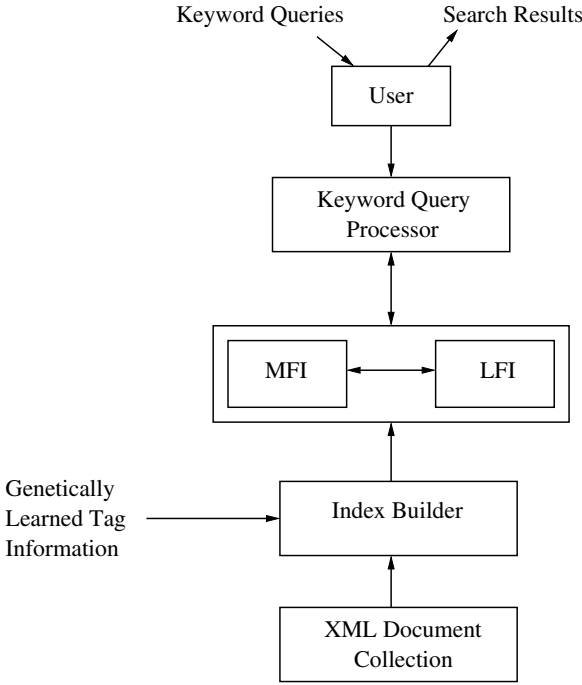 Keyword Queries
Search Results
User
Keyword Query
Processor
MFI
LFI
Genetically
Learned Tag
Information
Index Builder
XML Document
Collection